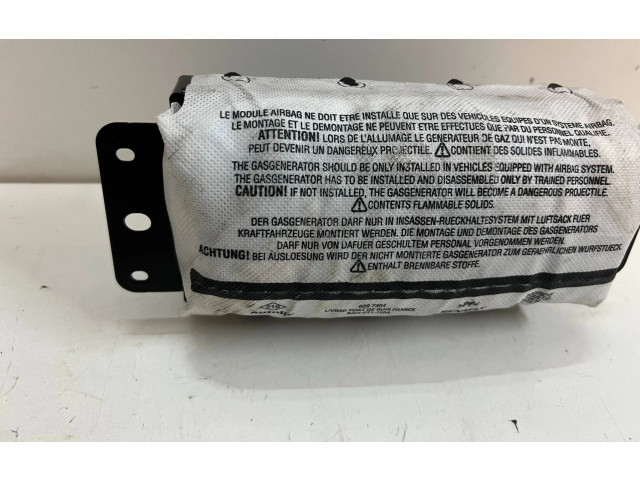 LE MODULE AIRBAG NE DOIT ETRE INSTALLE QUE SUR DES VEHICULES EQUIPES D'UN SYSTEME AIRBAG.
LE MONTAGE ET LE DEMONTAGE NE PEUVENT ETRE EFFECTUES QUE PAR DU PERSONNEL QUALIFIE.
ATTENTION! LORS DE L'ALLUMAGE LE GENERATEUR DE GAZ QUI N'EST PAS MONTE,
PEUT DEVENIR UN DANGEREUX PROJECTILE. CONTIENT DES SOLIDES INFLAMMABLES.
THE GASGENERATOR SHOULD BE ONLY INSTALLED IN VEHICLES EQUIPPED WITH AIRBAG SYSTEM.
THE GASGENERATOR HAS TO BE INSTALLED AND DISASSEMBLED ONLY BY TRAINED PERSONNEL.
CAUTION! IF NOT INSTALLED, THE GASGENERATOR WILL BECOME A DANGEROUS PROJECTILE.
CONTENTS FLAMMABLE SOLIDS.
DER GASGENERATOR DARF NUR IN INSASSEN-RUECKHALTESYSTEM MIT LUFTSACK FUER
KRAFTFAHRZEUGE MONTIERT WERDEN. DIE MONTAGE UND DEMONTAGE DES GASGENERATORS
DARF NUR VON DAFUER GESCHULTEM PERSONAL VORGENOMMEN WERDEN.
ACHTUNG! BEI AUSLOESUNG WIRD DER NICHT MONTIERTE GASGENERATOR ZUM GEFAEHRLICHEN WURFSTUECK.
ENTHALT BRENNBARE STOFFE.
Autoliv
LIVRAD PONT DE BUIS FRANCE